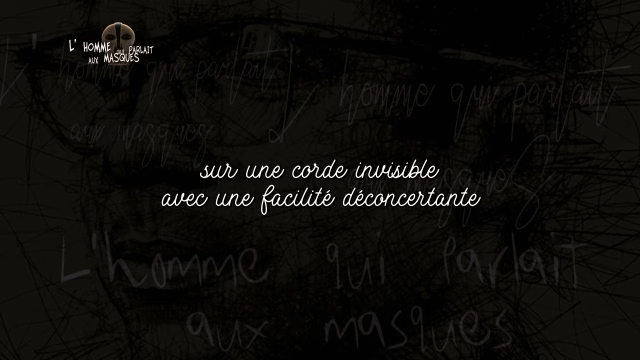 L' HOMME
QUI PARLAIT
AUX MASQUES
L'homme qui parlait
homme qui parlait
aux masques
masques
sur une corde invisible
avec une facilité déconcertante
L'homme qui parlait
aux masques